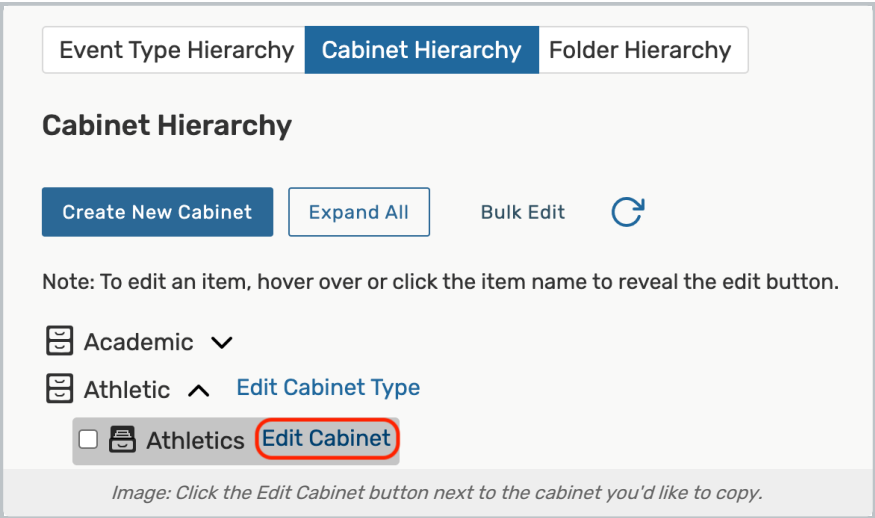 Event Type Hierarchy Cabinet Hierarchy Folder Hierarchy
Cabinet Hierarchy
Create New Cabinet Expand All Bulk Edit
Note: To edit an item, hover over or click the item name to reveal the edit button.
Academic
Athletic Edit Cabinet Type
Athletics Edit Cabinet
Image: Click the Edit Cabinet button next to the cabinet you'd like to copy.